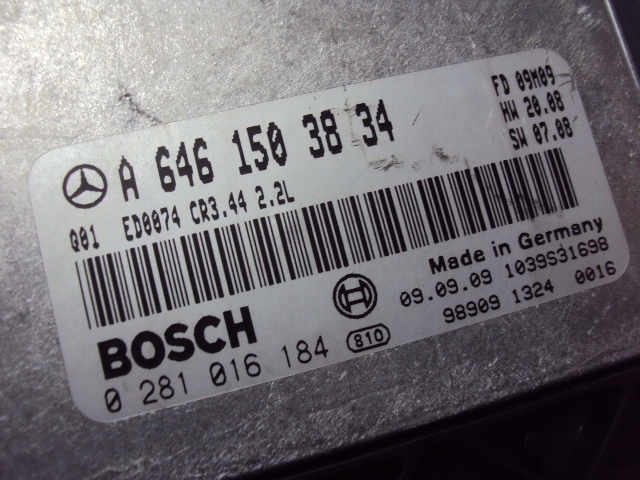 A 646 150 38 34
FD 09M09
HW 20.08
SW 07.08
Q01 ED0074 CR3.44 2.2L
Made in Germany
BOSCH
09.09.09 1039S31698
0 281 016 184 810
98909 1324 0016